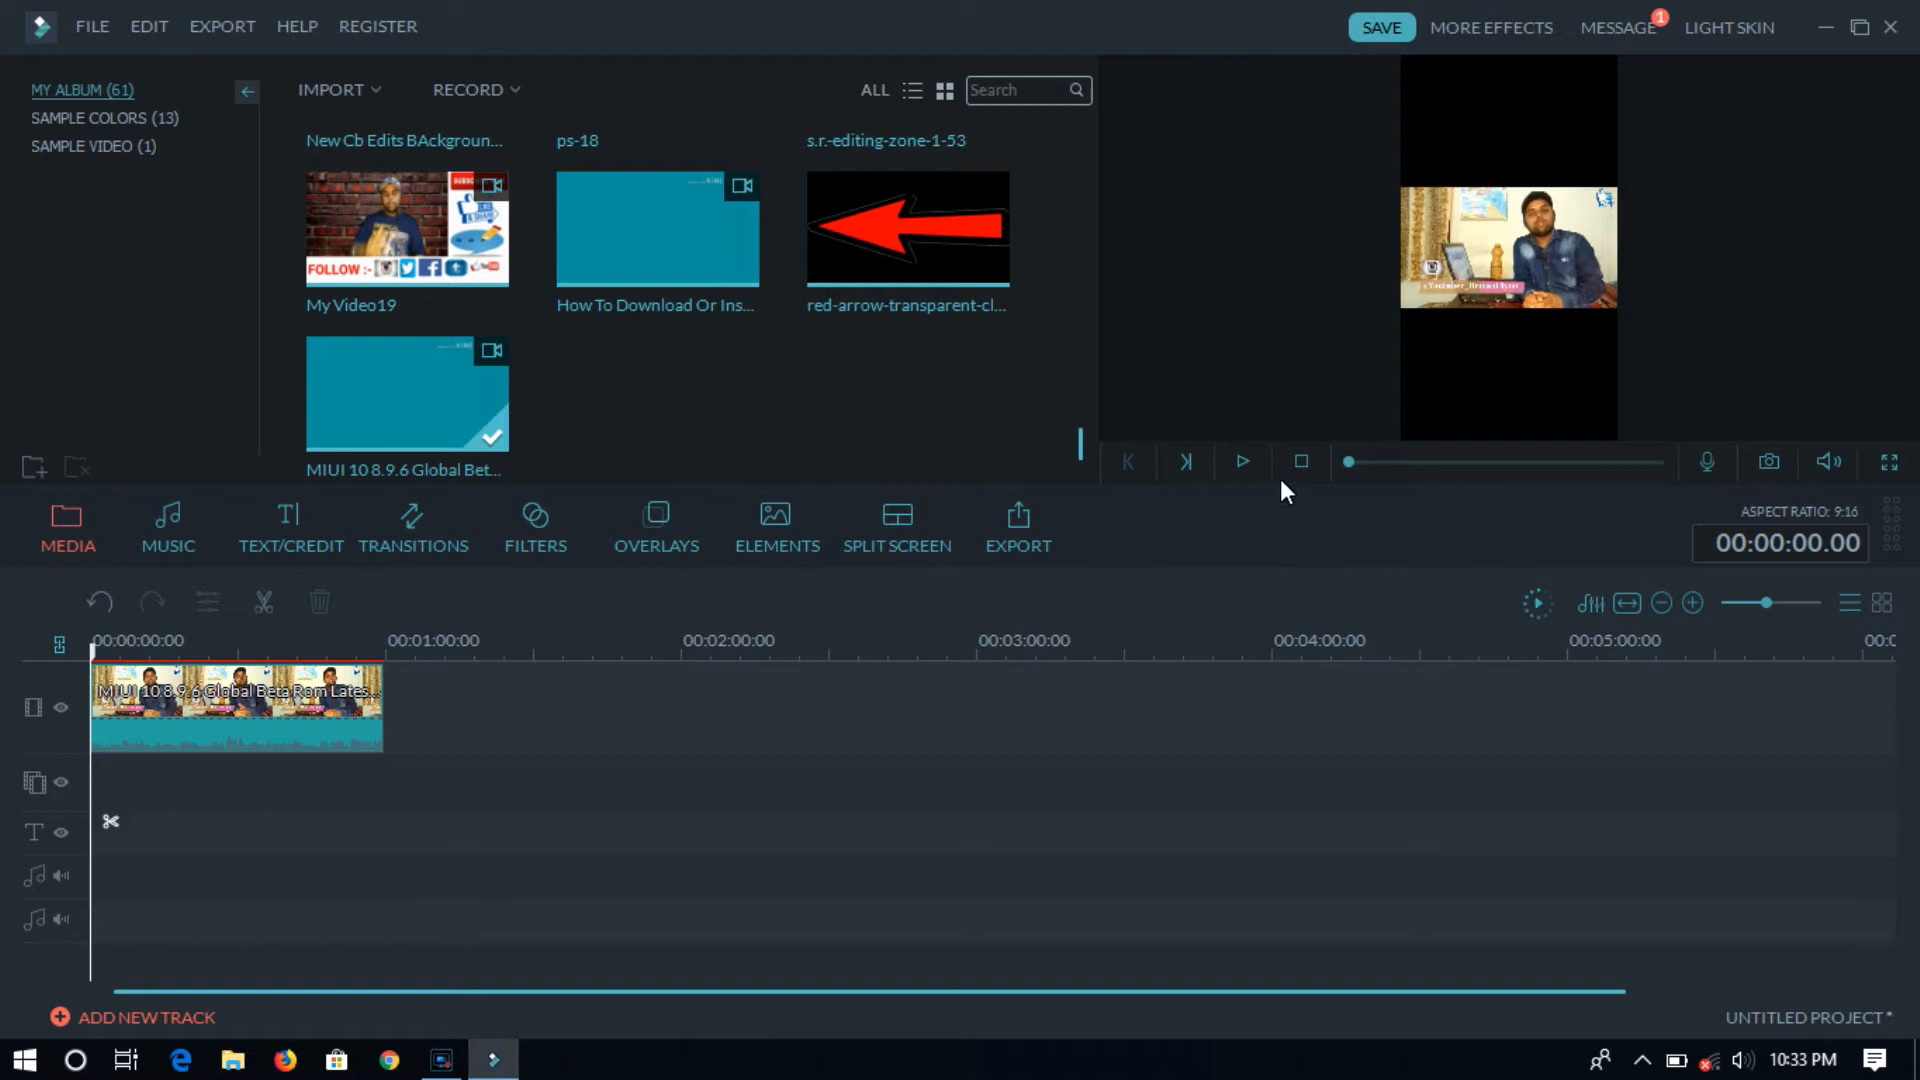 FILE EDIT EXPORT HELP REGISTER
SAVE MORE EFFECTS MESSAGE 1 LIGHT SKIN
MY ALBUM (61)
SAMPLE COLORS (13)
SAMPLE VIDEO (1)
IMPORT RECORD ALL Search
New Cb Edits BAckgroun... ps-18 s.r.-editing-zone-1-53
FOLLOW :-
My Video19 How To Download Or Ins... red-arrow-transparent-cl...
MIUI 10 8.9.6 Global Bet...
MEDIA MUSIC TEXT/CREDIT TRANSITIONS FILTERS OVERLAYS ELEMENTS SPLIT SCREEN EXPORT
ASPECT RATIO: 9:16
00:00:00.00
00:00:00:00 00:01:00:00 00:02:00:00 00:03:00:00 00:04:00:00 00:05:00:00
MIUI 10 8.9.6 Global Beta Rom Lates...
ADD NEW TRACK
UNTITLED PROJECT *
10:33 PM